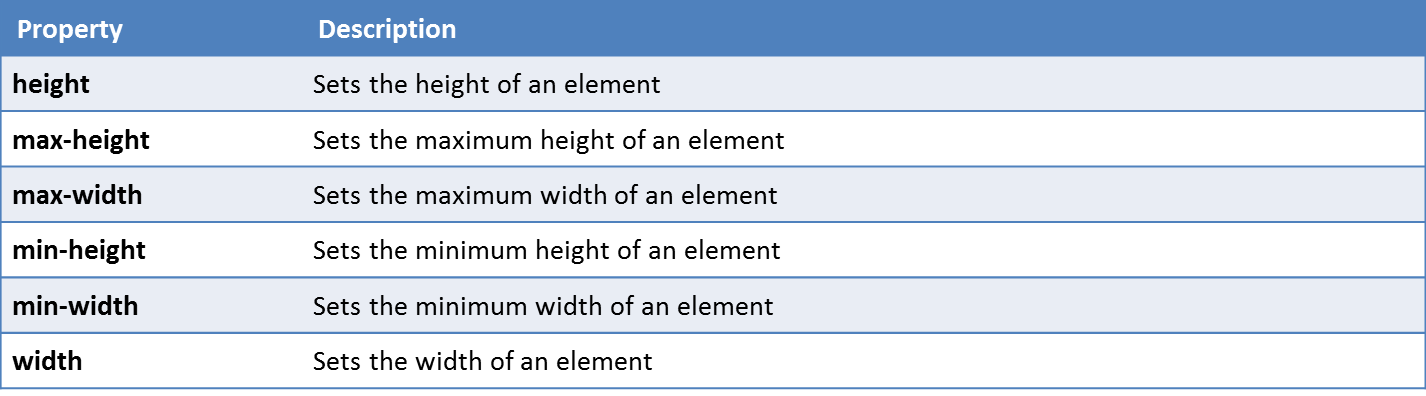 Property Description
height Sets the height of an element
max-height Sets the maximum height of an element
max-width Sets the maximum width of an element
min-height Sets the minimum height of an element
min-width Sets the minimum width of an element
width Sets the width of an element